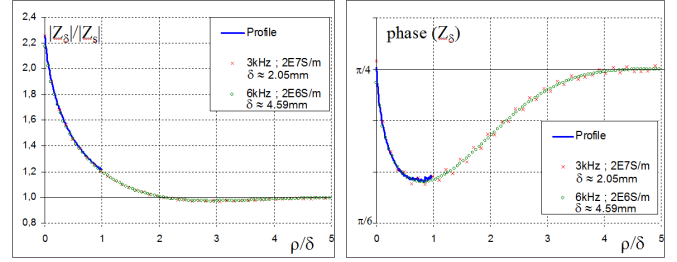 |Zδ|/|Zs|
2,4
2,2
2,0
1,8
1,6
1,4
1,2
1,0
0,8
0 1 2 3 4 5
ρ/δ
Profile
3kHz ; 2E7S/m
δ ≈ 2.05mm
6kHz ; 2E6S/m
δ ≈ 4.59mm
phase (Zδ)
π/4
π/6
0 1 2 3 4 5
ρ/δ
Profile
3kHz ; 2E7S/m
δ ≈ 2.05mm
6kHz ; 2E6S/m
δ ≈ 4.59mm